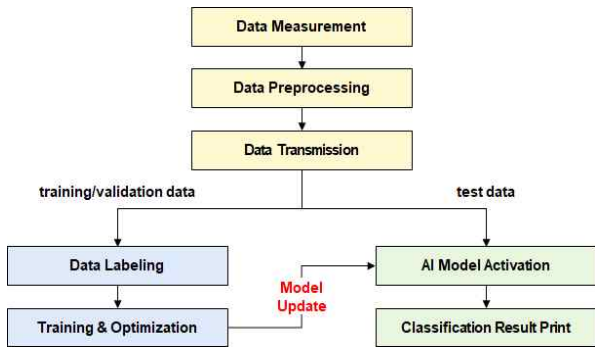 Data Measurement
Data Preprocessing
Data Transmission
training/validation data
test data
Data Labeling
AI Model Activation
Model
Update
Training & Optimization
Classification Result Print